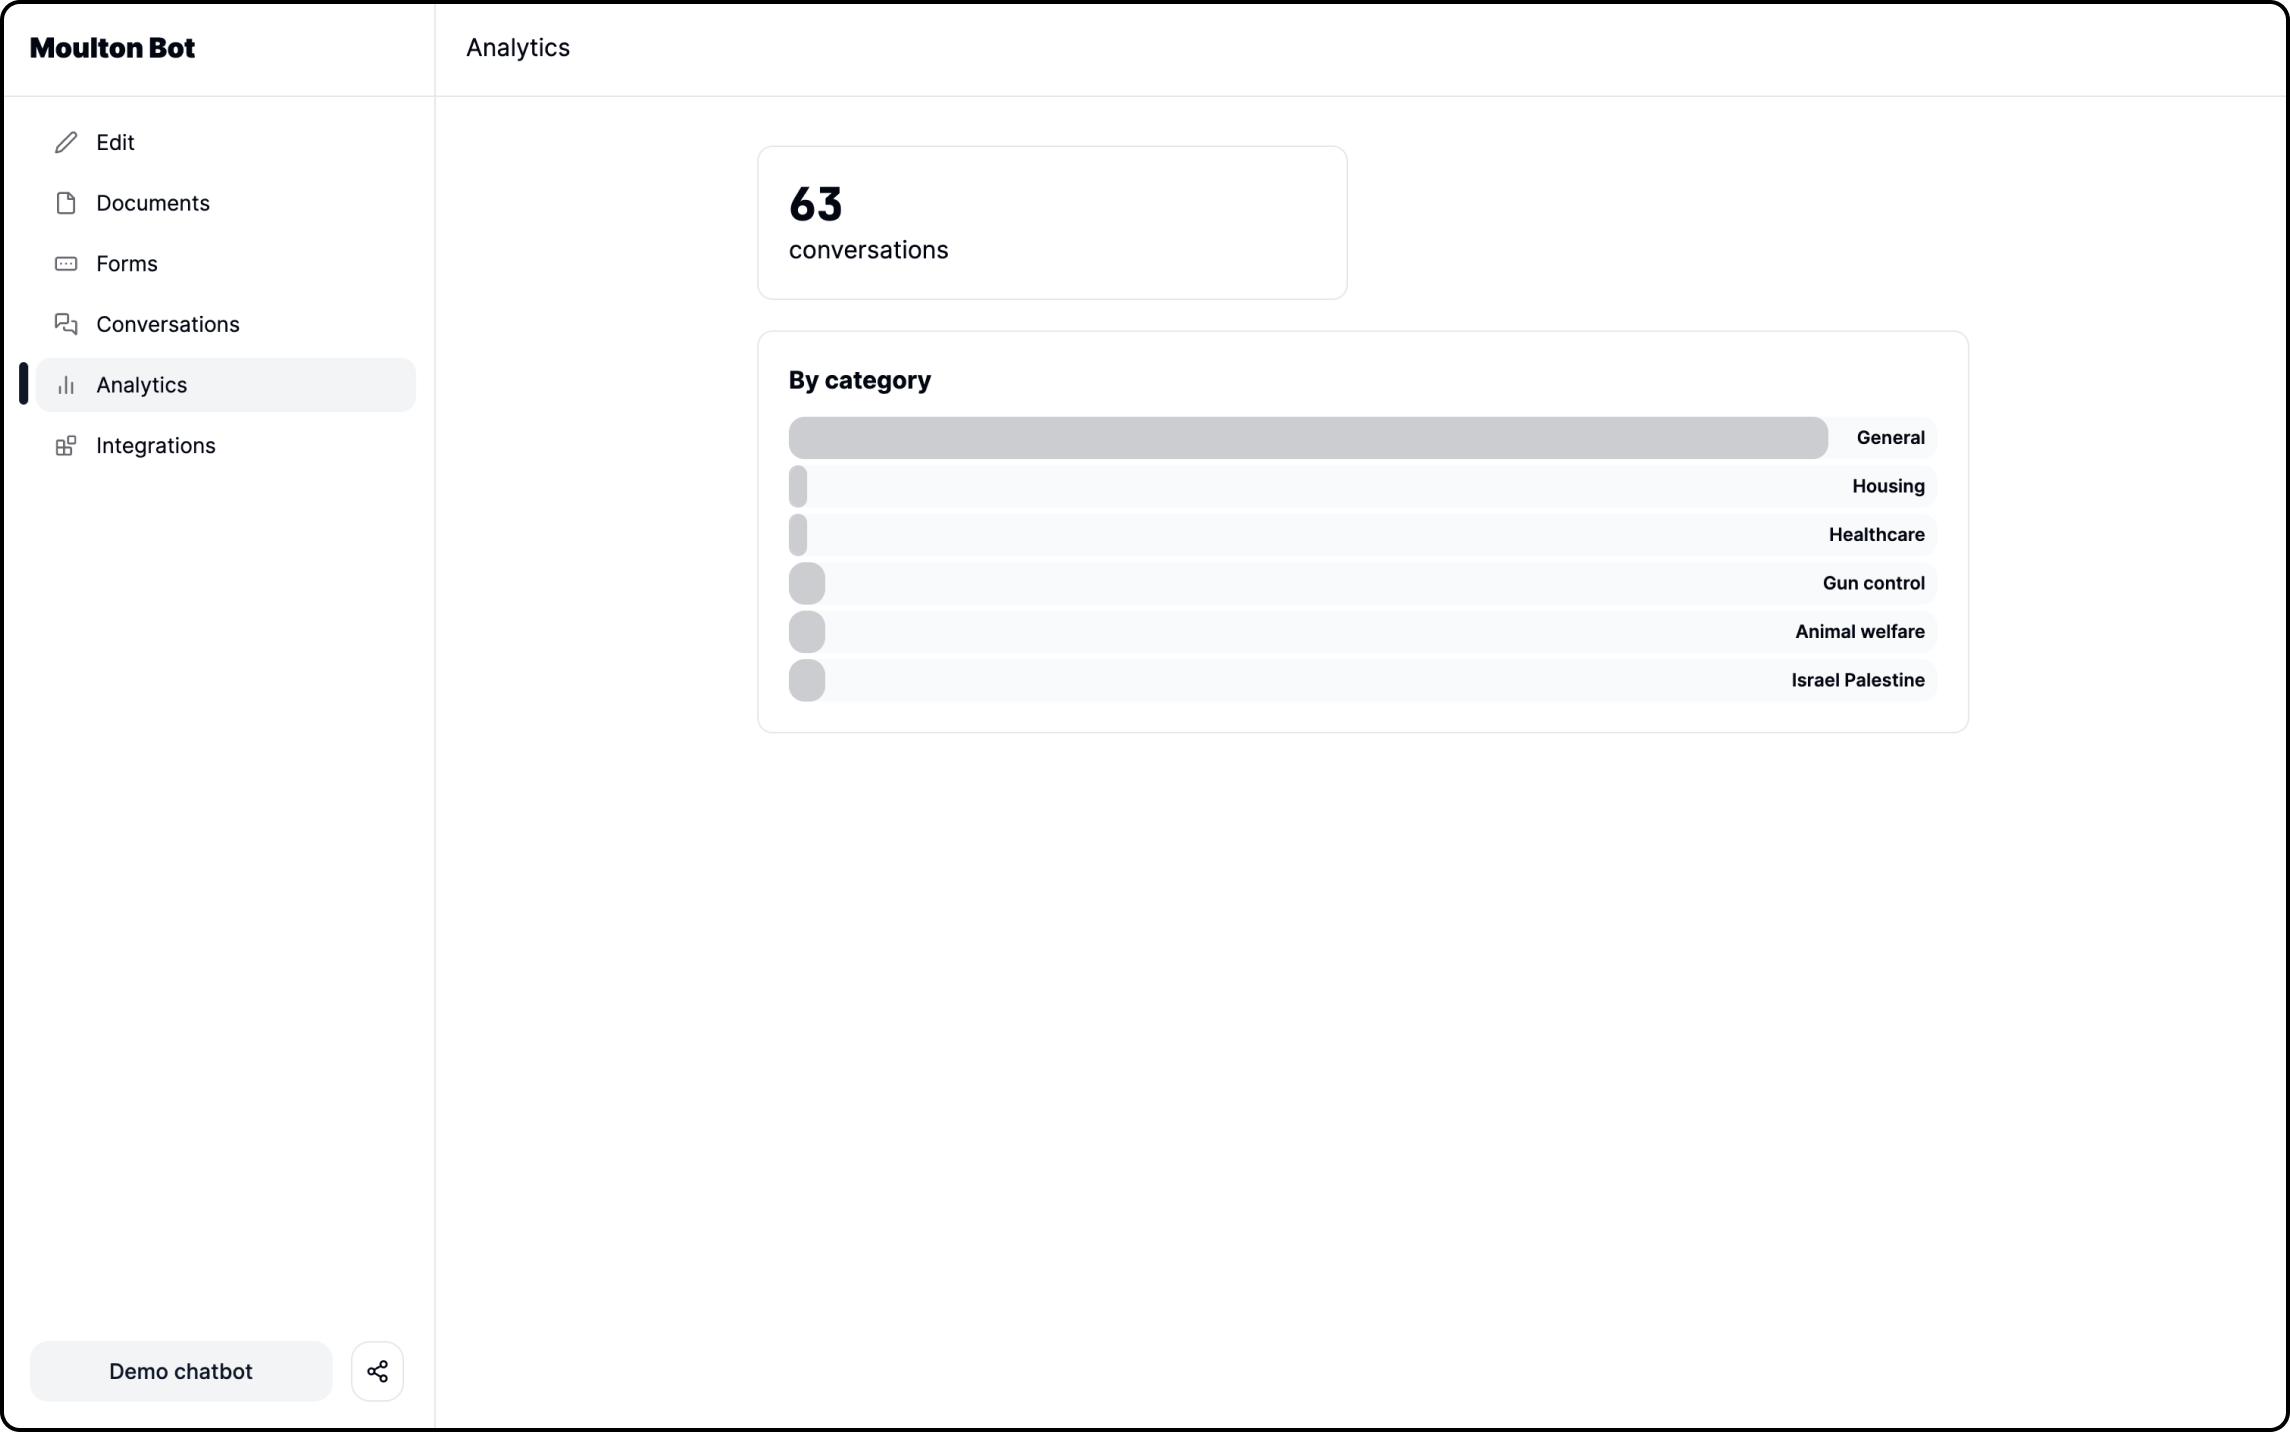 Moulton Bot
Analytics
Edit
Documents
Forms
Conversations
Analytics
Integrations
63
conversations
By category
General
Housing
Healthcare
Gun control
Animal welfare
Israel Palestine
Demo chatbot